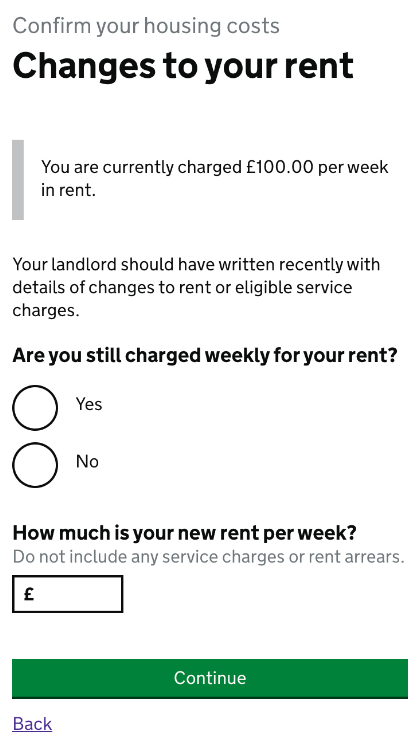 Confirm your housing costs
Changes to your rent
You are currently charged £100.00 per week
in rent.
Your landlord should have written recently with
details of changes to rent or eligible service
charges.
Are you still charged weekly for your rent?
Yes
No
How much is your new rent per week?
Do not include any service charges or rent arrears.
£
Continue
Back